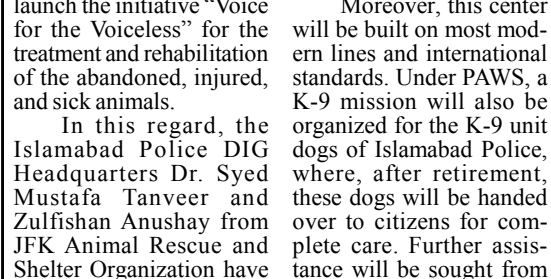 launch the initiative “Voice
for the Voiceless” for the
treatment and rehabilitation
of the abandoned, injured,
and sick animals.
In this regard, the
Islamabad Police DIG
Headquarters Dr. Syed
Mustafa Tanveer and
Zulfishan Anushay from
JFK Animal Rescue and
Shelter Organization have
Moreover, this center
will be built on most mod-
ern lines and international
standards. Under PAWS, a
K-9 mission will also be
organized for the K-9 unit
dogs of Islamabad Police,
where, after retirement,
these dogs will be handed
over to citizens for com-
plete care. Further assis-
tance will be sought from